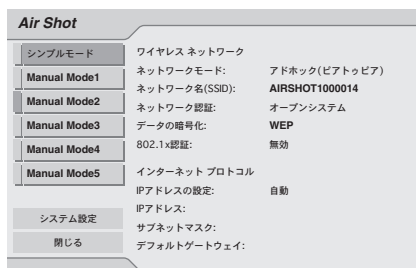 Air Shot
シンプルモード
Manual Mode1
Manual Mode2
Manual Mode3
Manual Mode4
Manual Mode5
システム設定
閉じる
ワイヤレス ネットワーク
ネットワークモード: アドホック(ピアトゥピア)
ネットワーク名(SSID): AIRSHOT1000014
ネットワーク認証: オープンシステム
データの暗号化: WEP
802.1x認証: 無効
インターネット プロトコル
IPアドレスの設定: 自動
IPアドレス:
サブネットマスク:
デフォルトゲートウェイ: